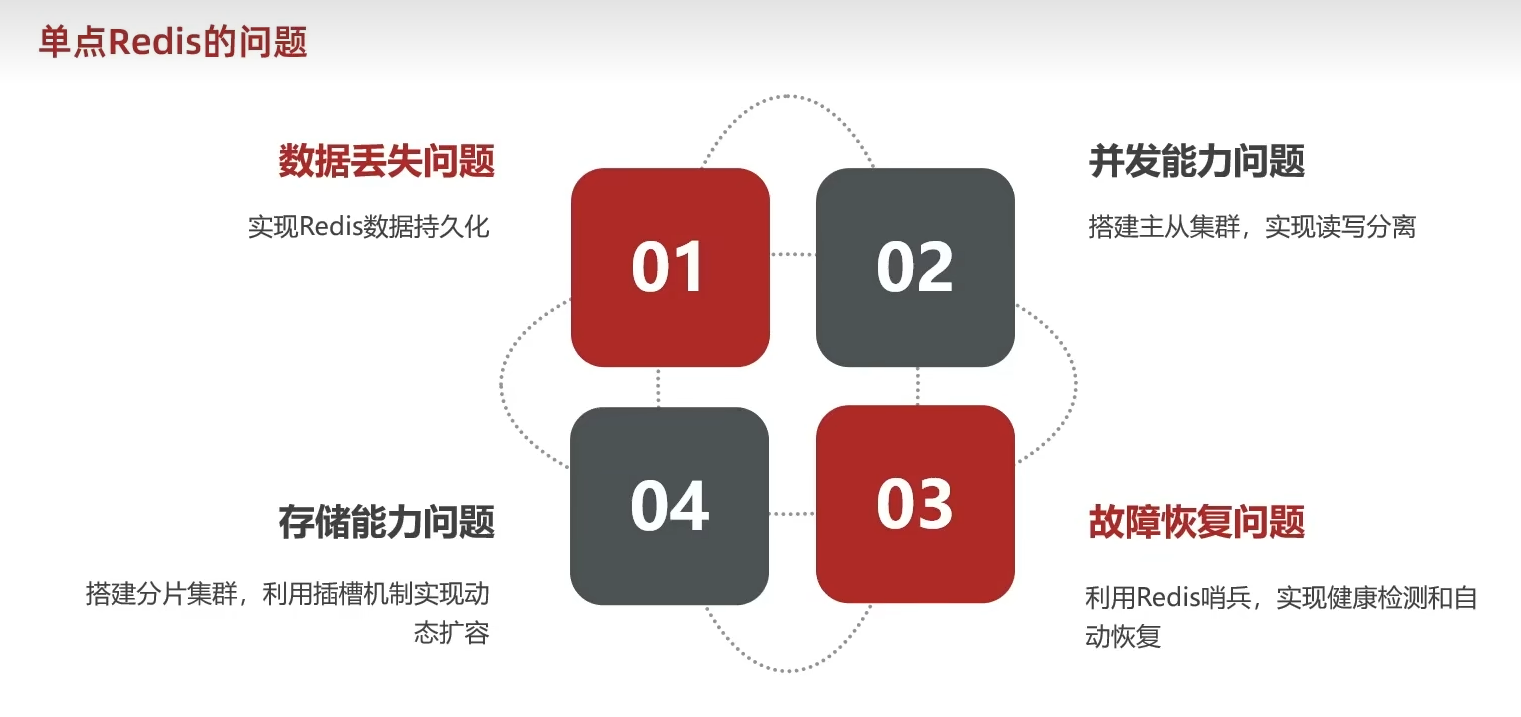 单点Redis的问题
数据丢失问题
实现Redis数据持久化
01
02
并发能力问题
搭建主从集群，实现读写分离
存储能力问题
搭建分片集群，利用插槽机制实现动
态扩容
04
03
故障恢复问题
利用Redis哨兵，实现健康检测和自
动恢复